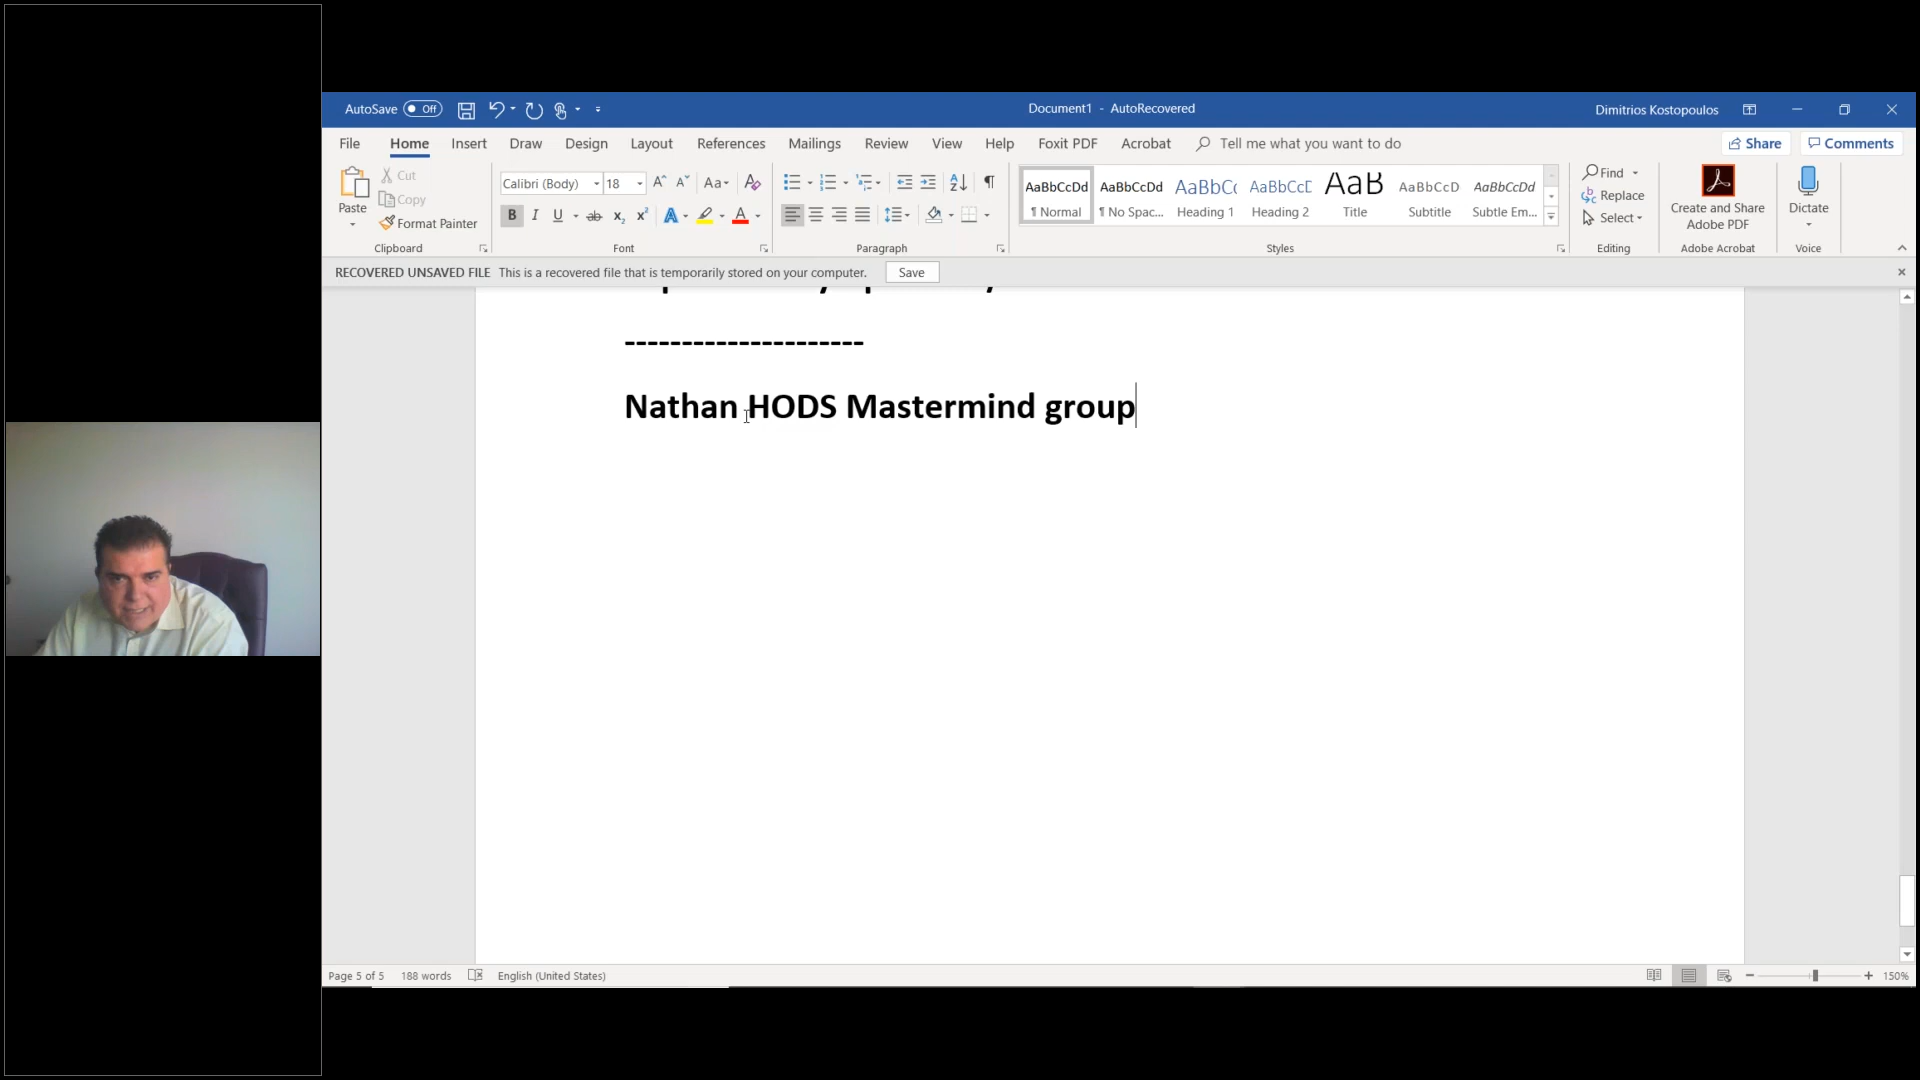 AutoSave Off
Document1 - AutoRecovered
Dimitrios Kostopoulos
File Home Insert Draw Design Layout References Mailings Review View Help Foxit PDF Acrobat Tell me what you want to do
Share Comments
Paste
Cut
Copy
Format Painter
Clipboard
Calibri (Body) 18
Aa
B I U ab x₂ x² A A
Font
Paragraph
AaBbCcDd AaBbCcDd AaBbCc AaBbCcE AaB AaBbCcD AaBbCcDd
¶ Normal ¶ No Spac... Heading 1 Heading 2 Title Subtitle Subtle Em...
Styles
Find
Replace
Select
Editing
Create and Share
Adobe PDF
Adobe Acrobat
Dictate
Voice
RECOVERED UNSAVED FILE This is a recovered file that is temporarily stored on your computer. Save
---------------------
Nathan HODS Mastermind group
Page 5 of 5 188 words English (United States)
150%